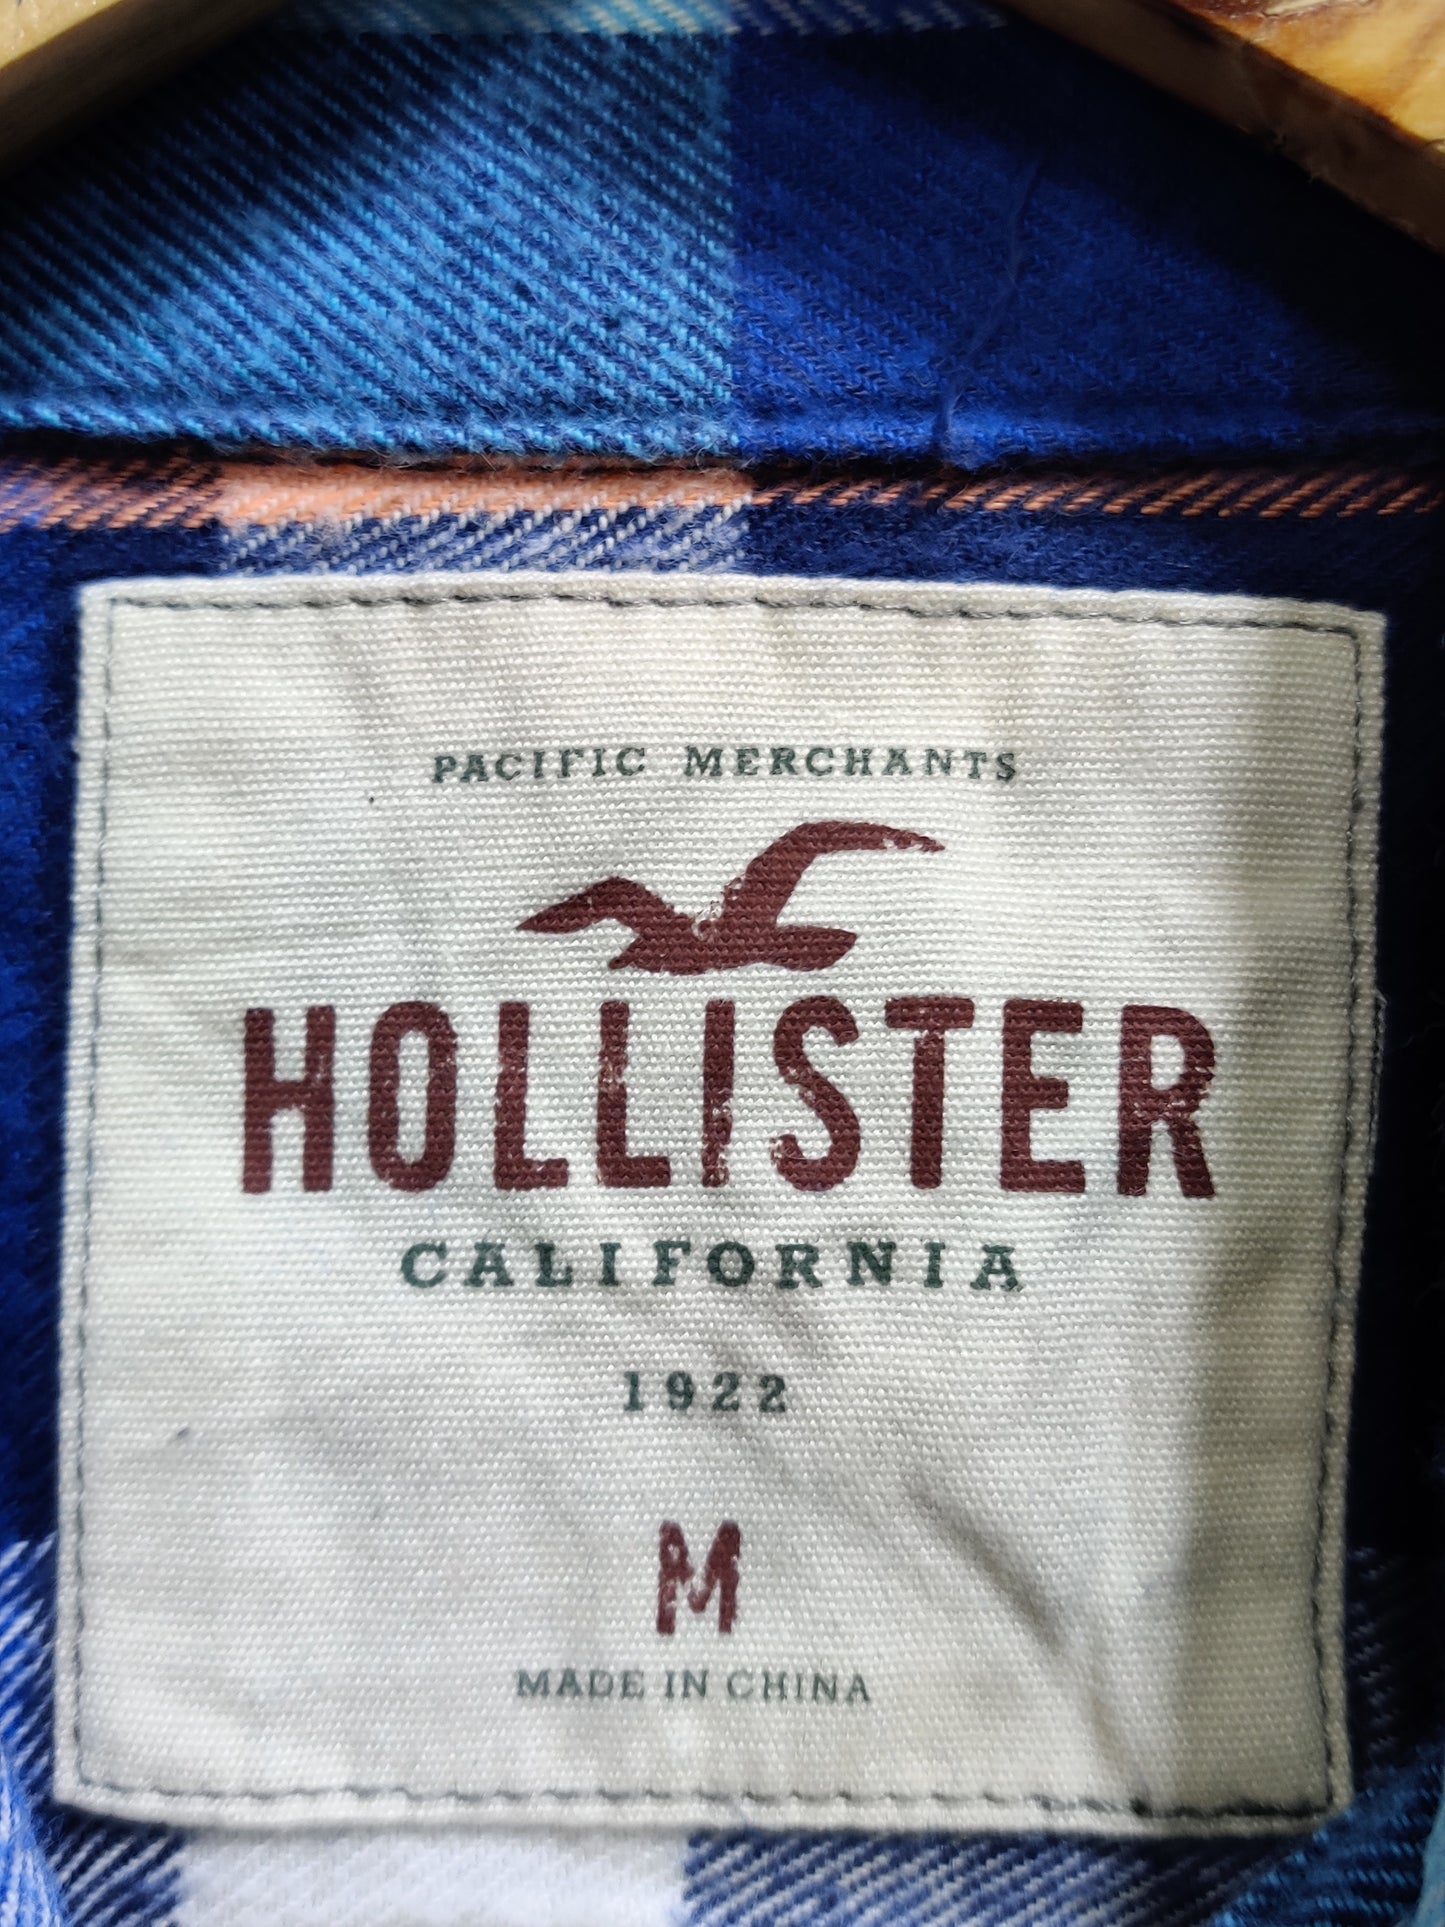 PACIFIC MERCHANTS
HOLLISTER
CALIFORNIA
1922
M
MADE IN CHINA